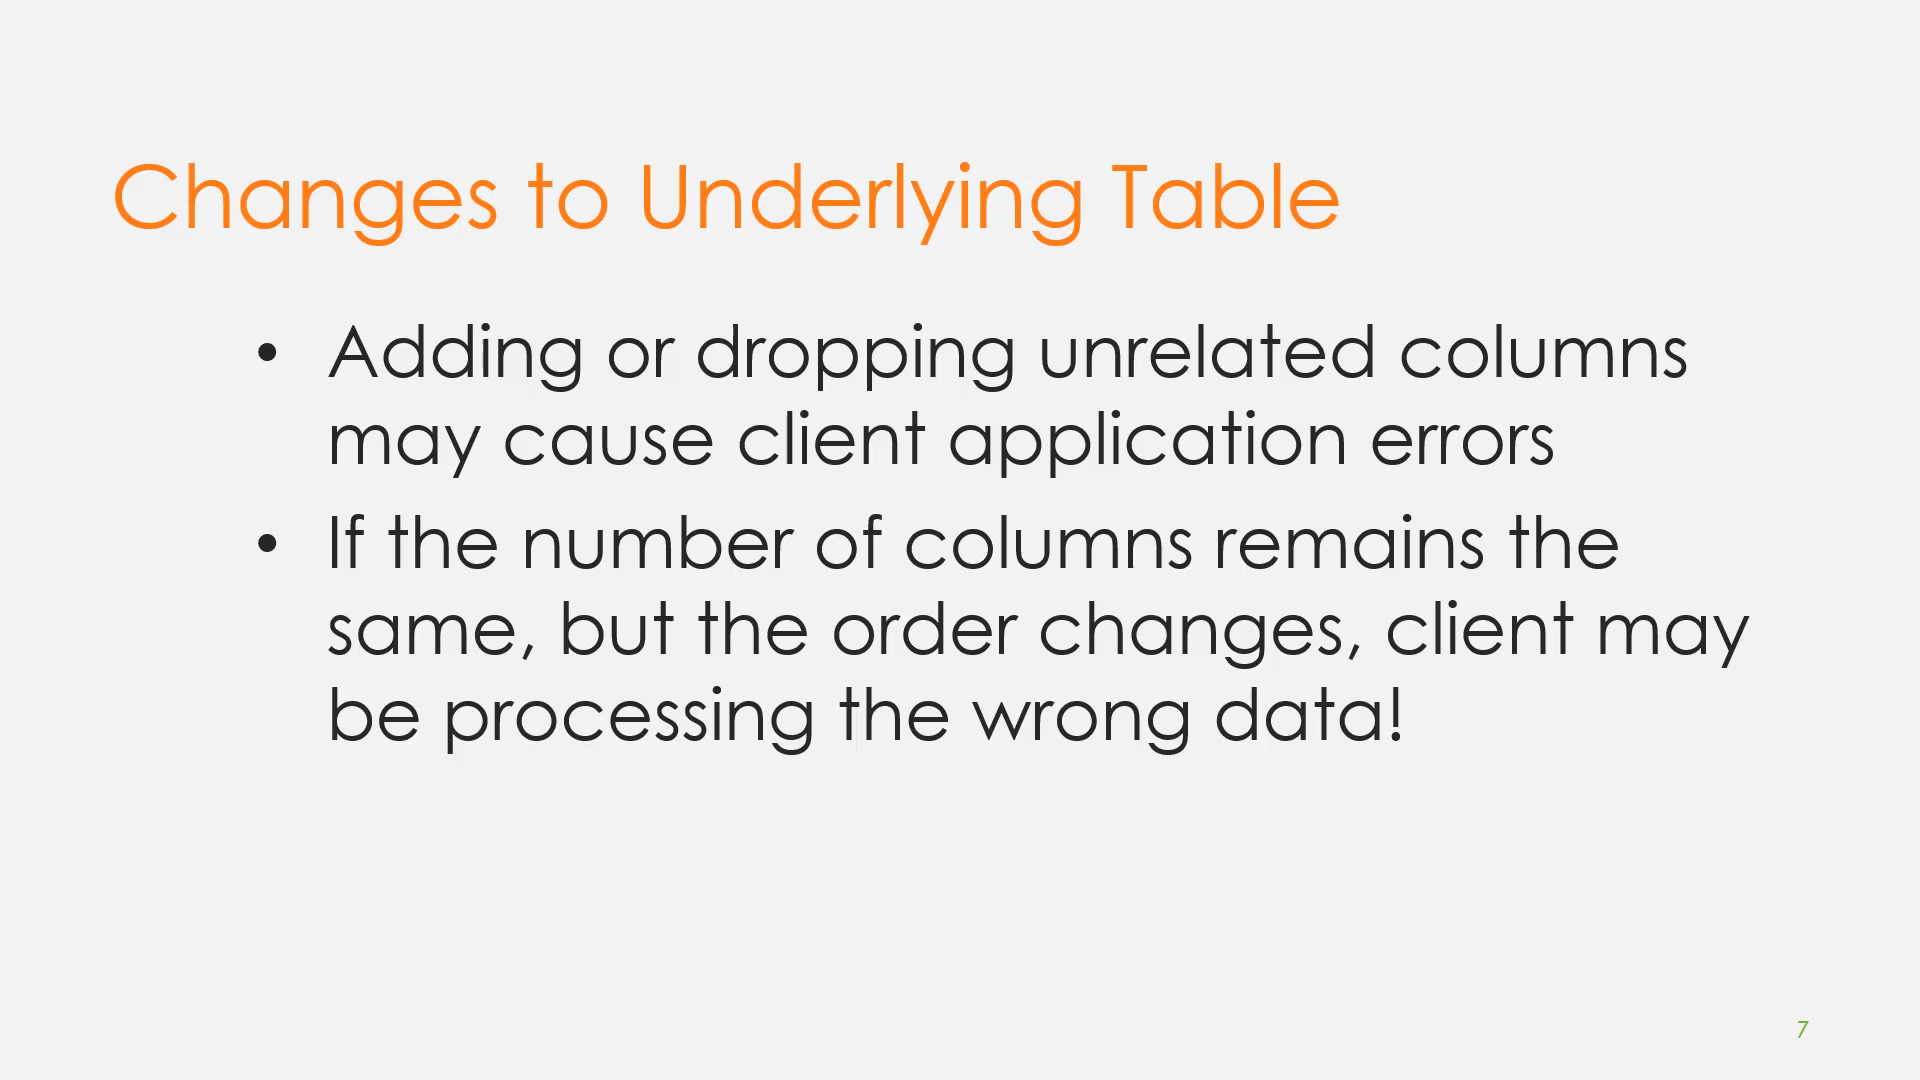 Changes to Underlying Table
• Adding or dropping unrelated columns
may cause client application errors
• If the number of columns remains the
same, but the order changes, client may
be processing the wrong data!
7